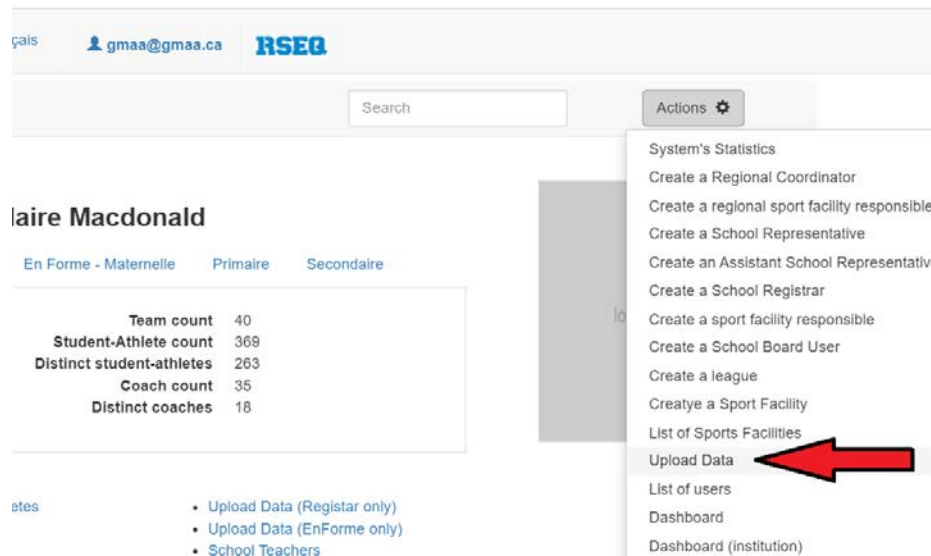 çais gmaa@gmaa.ca RSEQ
Search Actions
System's Statistics
Create a Regional Coordinator
Create a regional sport facility responsible
Create a School Representative
Create an Assistant School Representativ
Create a School Registrar
Create a sport facility responsible
Create a School Board User
Create a league
Creatye a Sport Facility
List of Sports Facilities
Upload Data
List of users
Dashboard
Dashboard (institution)
laire Macdonald
En Forme - Maternelle Primaire Secondaire
Team count 40
Student-Athlete count 369
Distinct student-athletes 263
Coach count 35
Distinct coaches 18
lo
etes
• Upload Data (Registar only)
• Upload Data (EnForme only)
• School Teachers